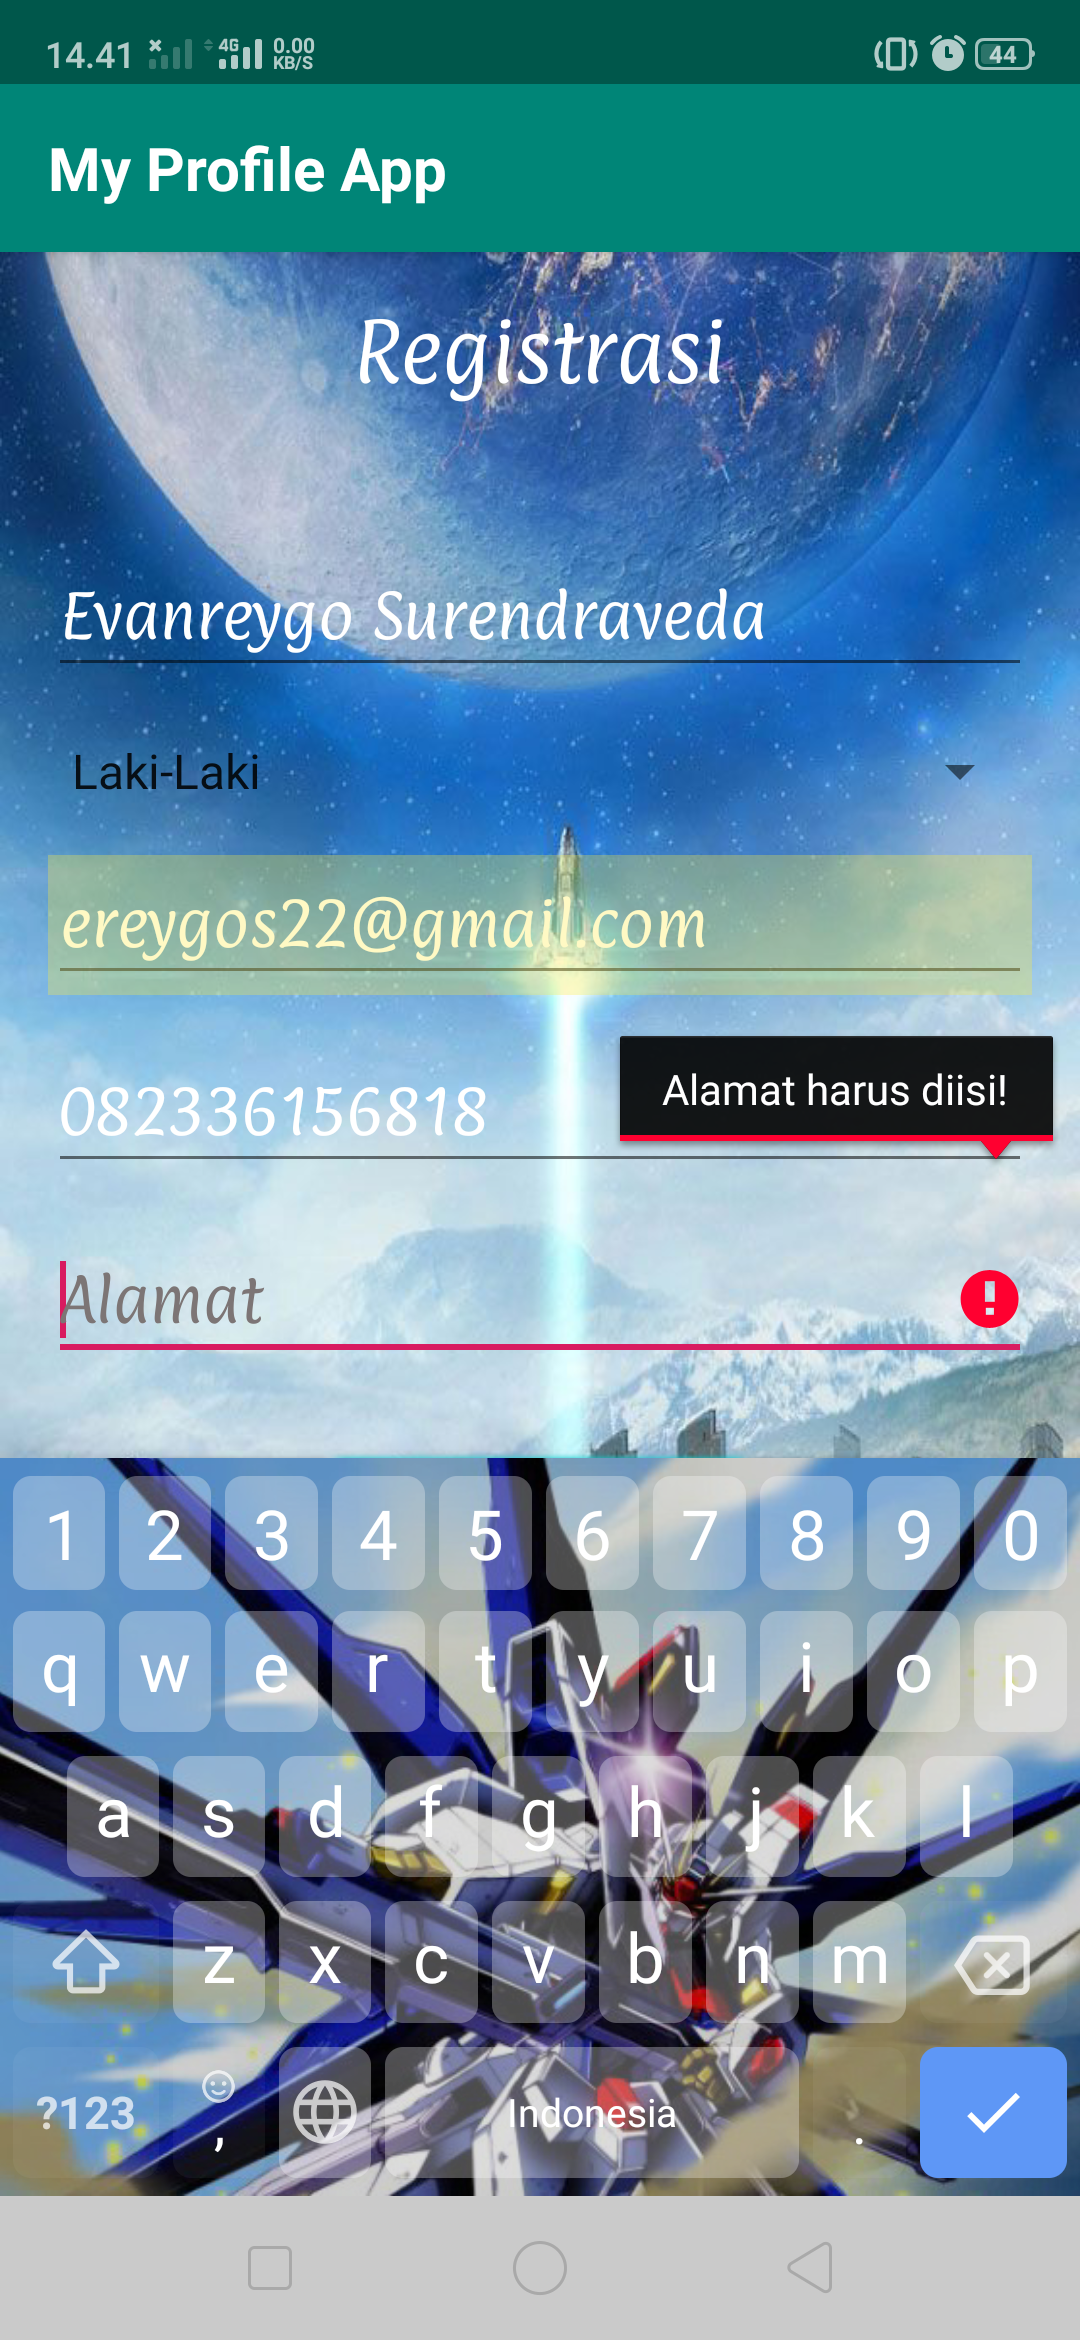 14.41 4G 0.00 KB/S 44
My Profile App
Registrasi
Evanreygo Surendraveda
Laki-Laki
ereygos22@gmail.com
082336156818
Alamat harus diisi!
Alamat
1 2 3 4 5 6 7 8 9 0
q w e r t y u i o p
a s d f g h j k l
z x c v b n m
?123 , Indonesia .